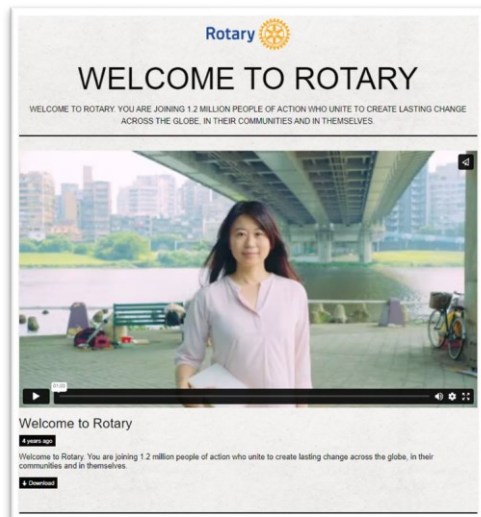 Rotary
WELCOME TO ROTARY
WELCOME TO ROTARY. YOU ARE JOINING 1.2 MILLION PEOPLE OF ACTION WHO UNITE TO CREATE LASTING CHANGE
ACROSS THE GLOBE, IN THEIR COMMUNITIES AND IN THEMSELVES.
Welcome to Rotary
4 years ago
Welcome to Rotary. You are joining 1.2 million people of action who unite to create lasting change across the globe, in their
communities and in themselves.
Download